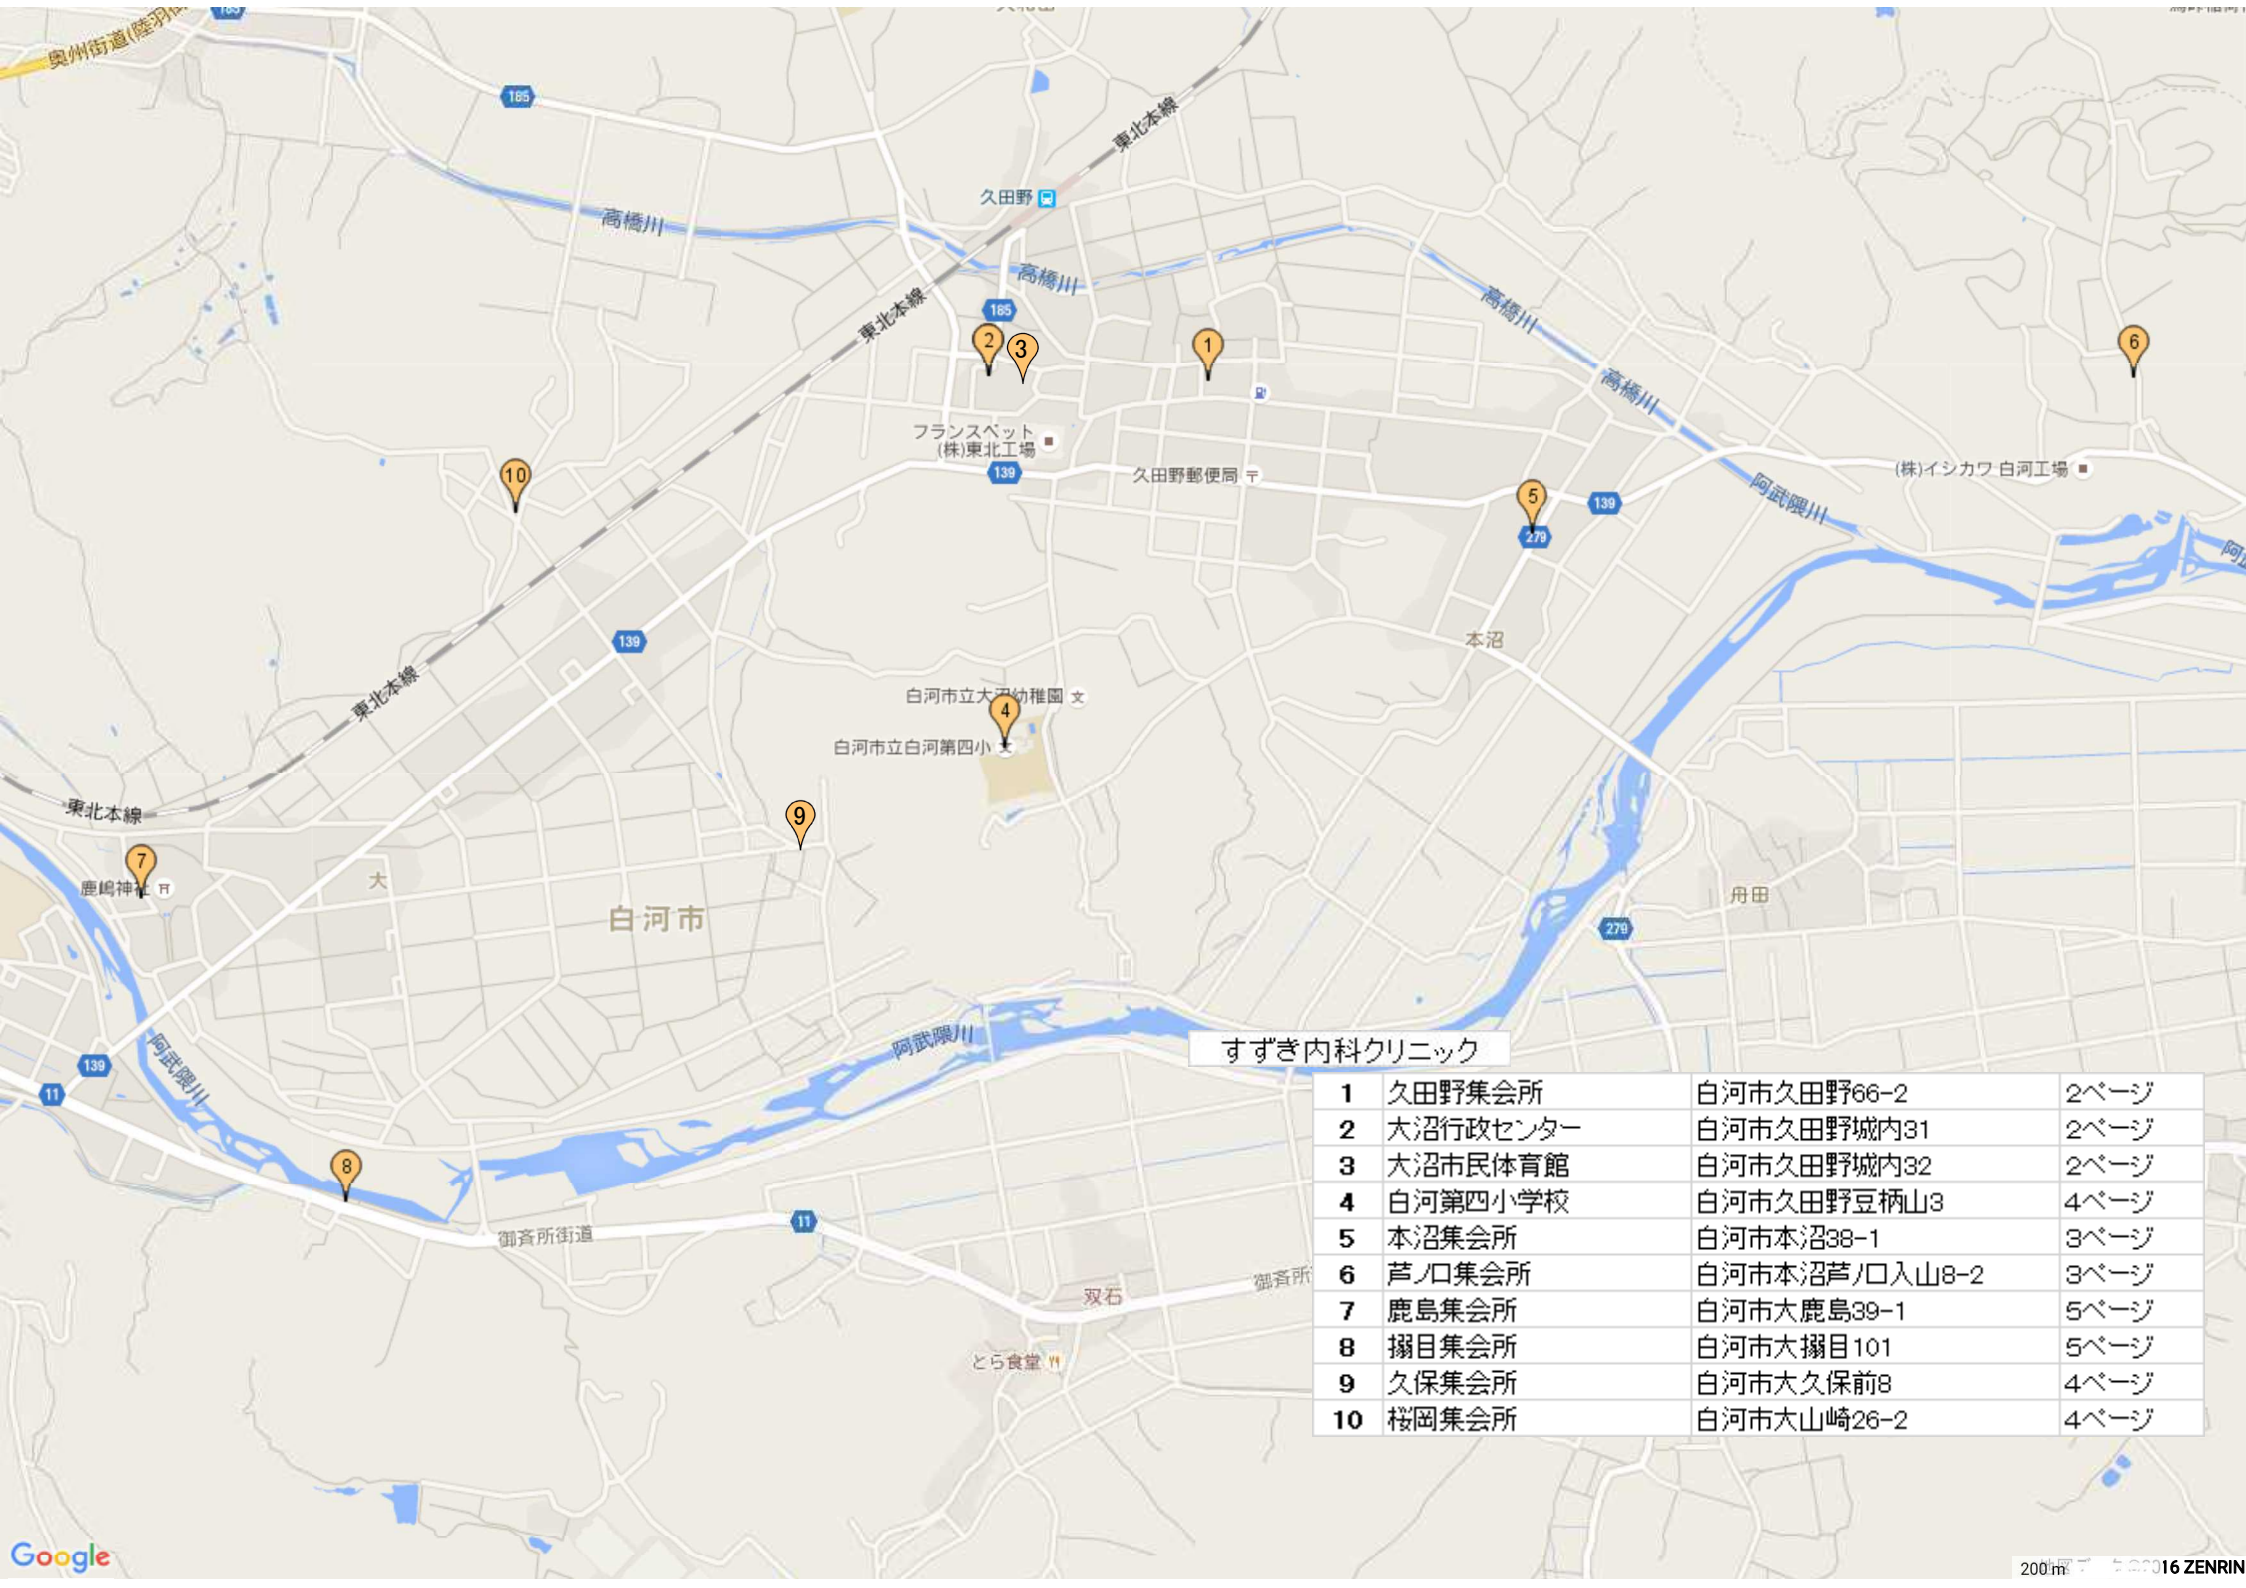 185
奥州街道(陸羽街
185
東北本線
久田野
高橋川
高橋川
185
東北本線
高橋川
2
3
1
6
高橋川
フランスベット
(株)東北工場
139
久田野郵便局
10
(株)イシカワ 白河工場
5
139
阿武隈川
279
139
本沼
東北本線
白河市立大沼幼稚園
文
4
白河市立白河第四小
文
東北本線
9
7
鹿嶋神社
大
白河市
舟田
279
阿武隈川
阿武隈川
139
11
8
御斉所街道
11
双石
御斉所
とら食堂
すずき内科クリニック
1 久田野集会所 白河市久田野66-2 2ページ
2 大沼行政センター 白河市久田野城内31 2ページ
3 大沼市民体育館 白河市久田野城内32 2ページ
4 白河第四小学校 白河市久田野豆柄山3 4ページ
5 本沼集会所 白河市本沼38-1 3ページ
6 芦ノ口集会所 白河市本沼芦ノ口入山8-2 3ページ
7 鹿島集会所 白河市大鹿島39-1 5ページ
8 搦目集会所 白河市大搦目101 5ページ
9 久保集会所 白河市大久保前8 4ページ
10 桜岡集会所 白河市大山崎26-2 4ページ
Google
200 m
16 ZENRIN